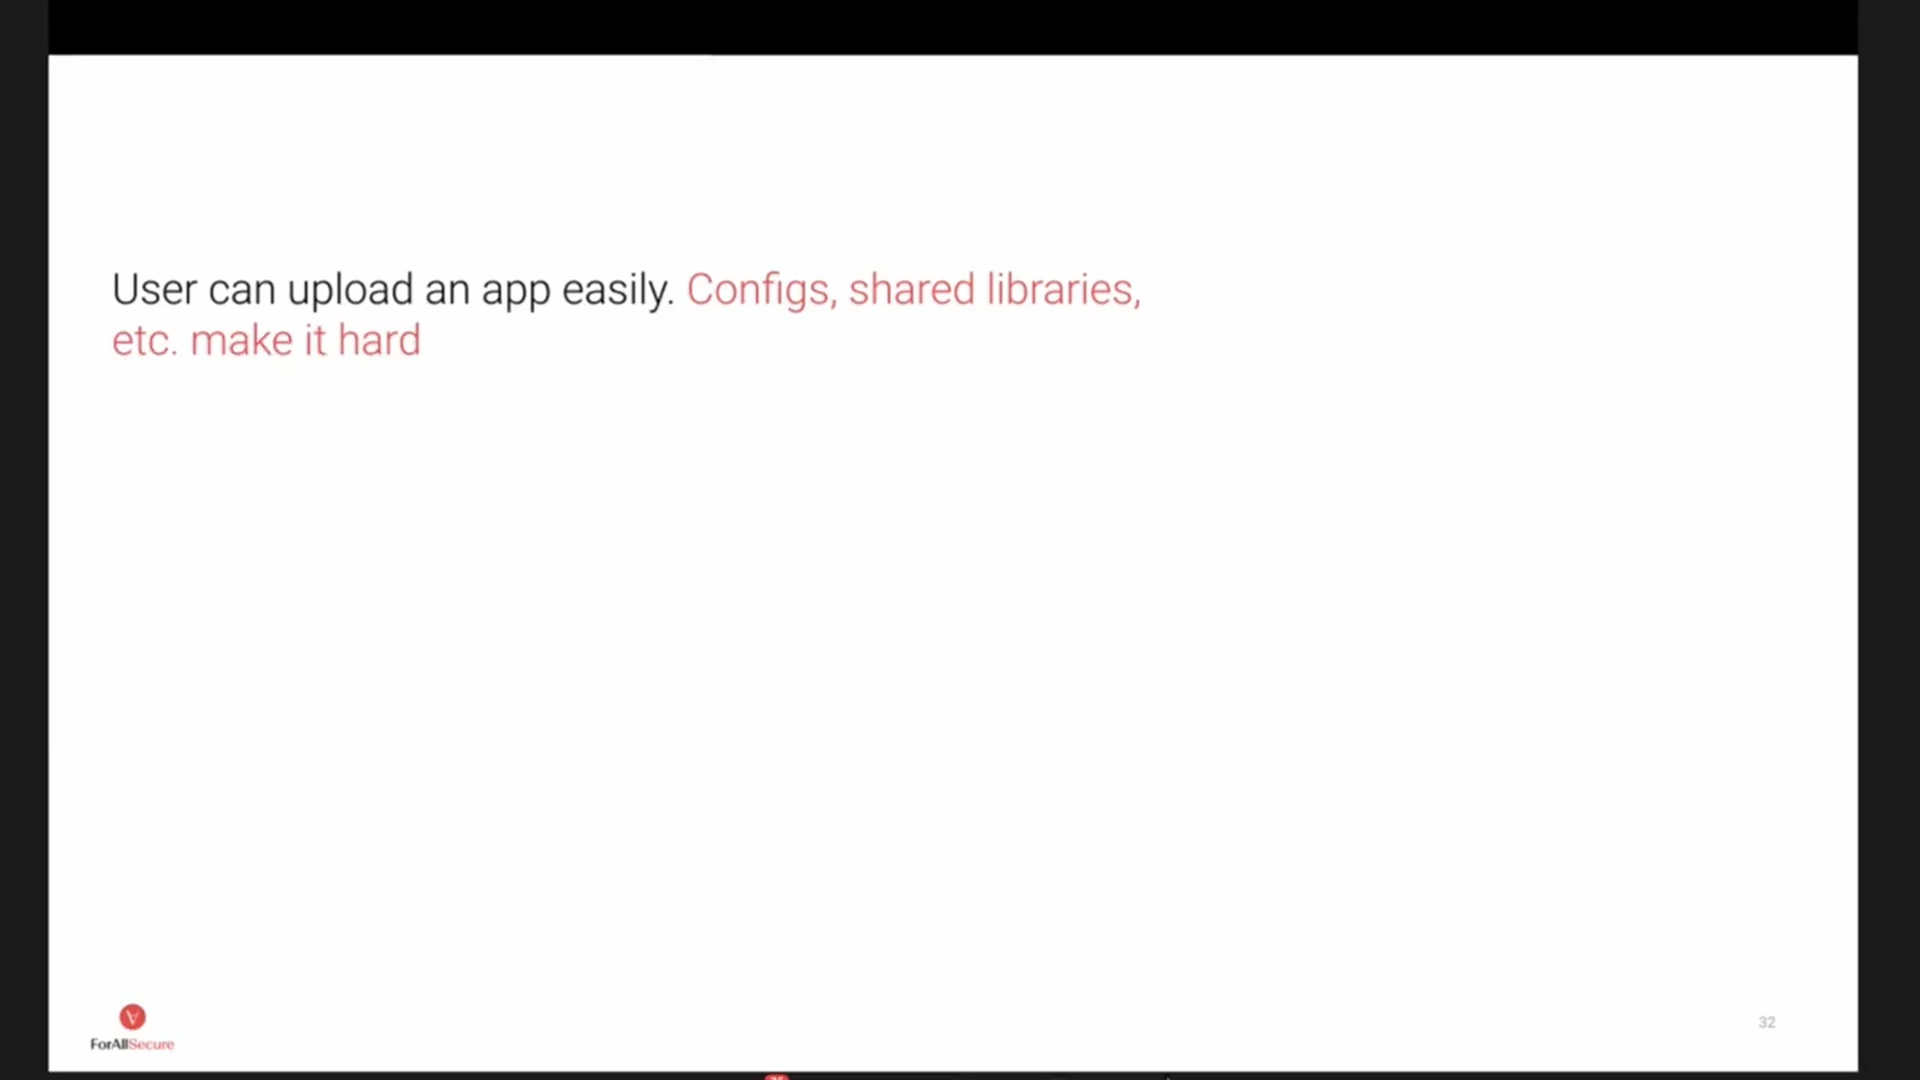 User can upload an app easily. Configs, shared libraries,
etc. make it hard
ForAllSecure
32